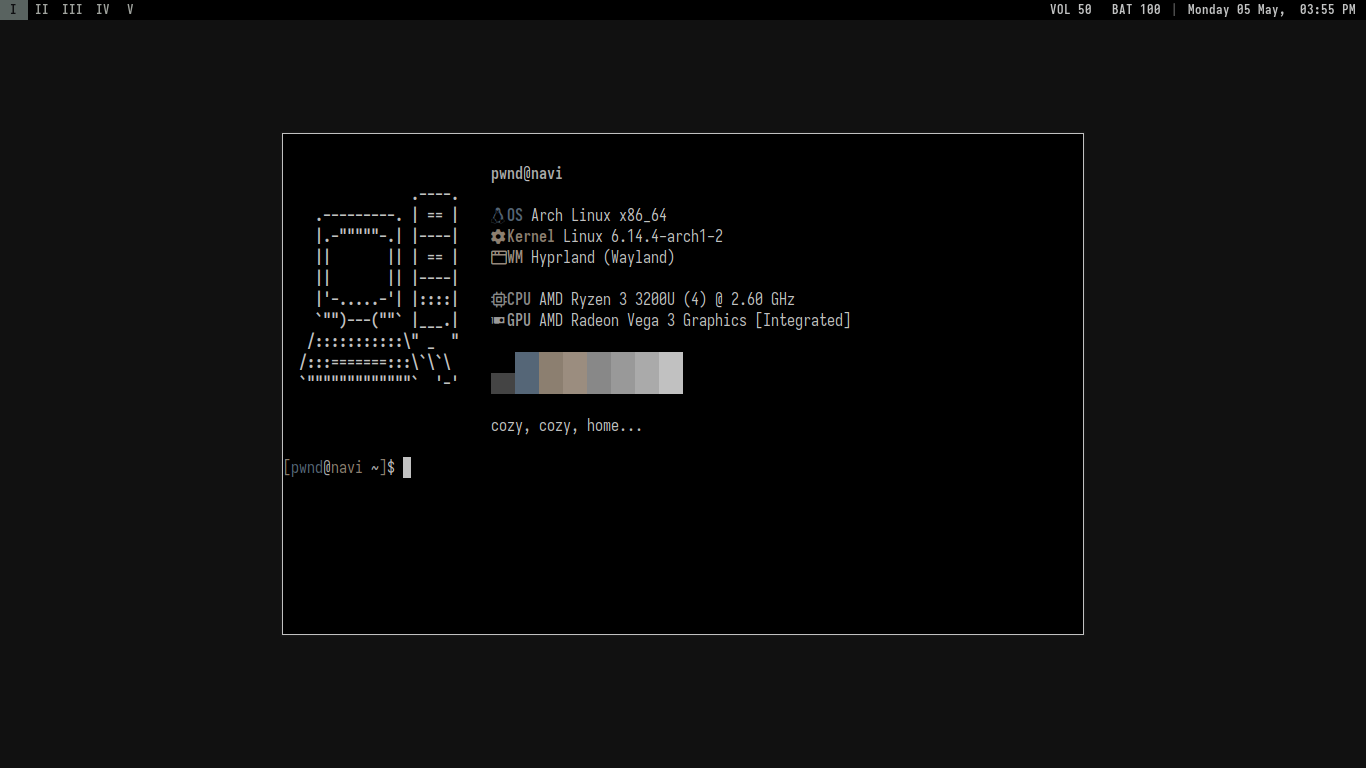 I II III IV V VOL 50 BAT 100 | Monday 05 May, 03:55 PM
pwnd@navi
OS Arch Linux x86_64
Kernel Linux 6.14.4-arch1-2
WM Hyprland (Wayland)
CPU AMD Ryzen 3 3200U (4) @ 2.60 GHz
GPU AMD Radeon Vega 3 Graphics [Integrated]
cozy, cozy, home...
[pwnd@navi ~]$